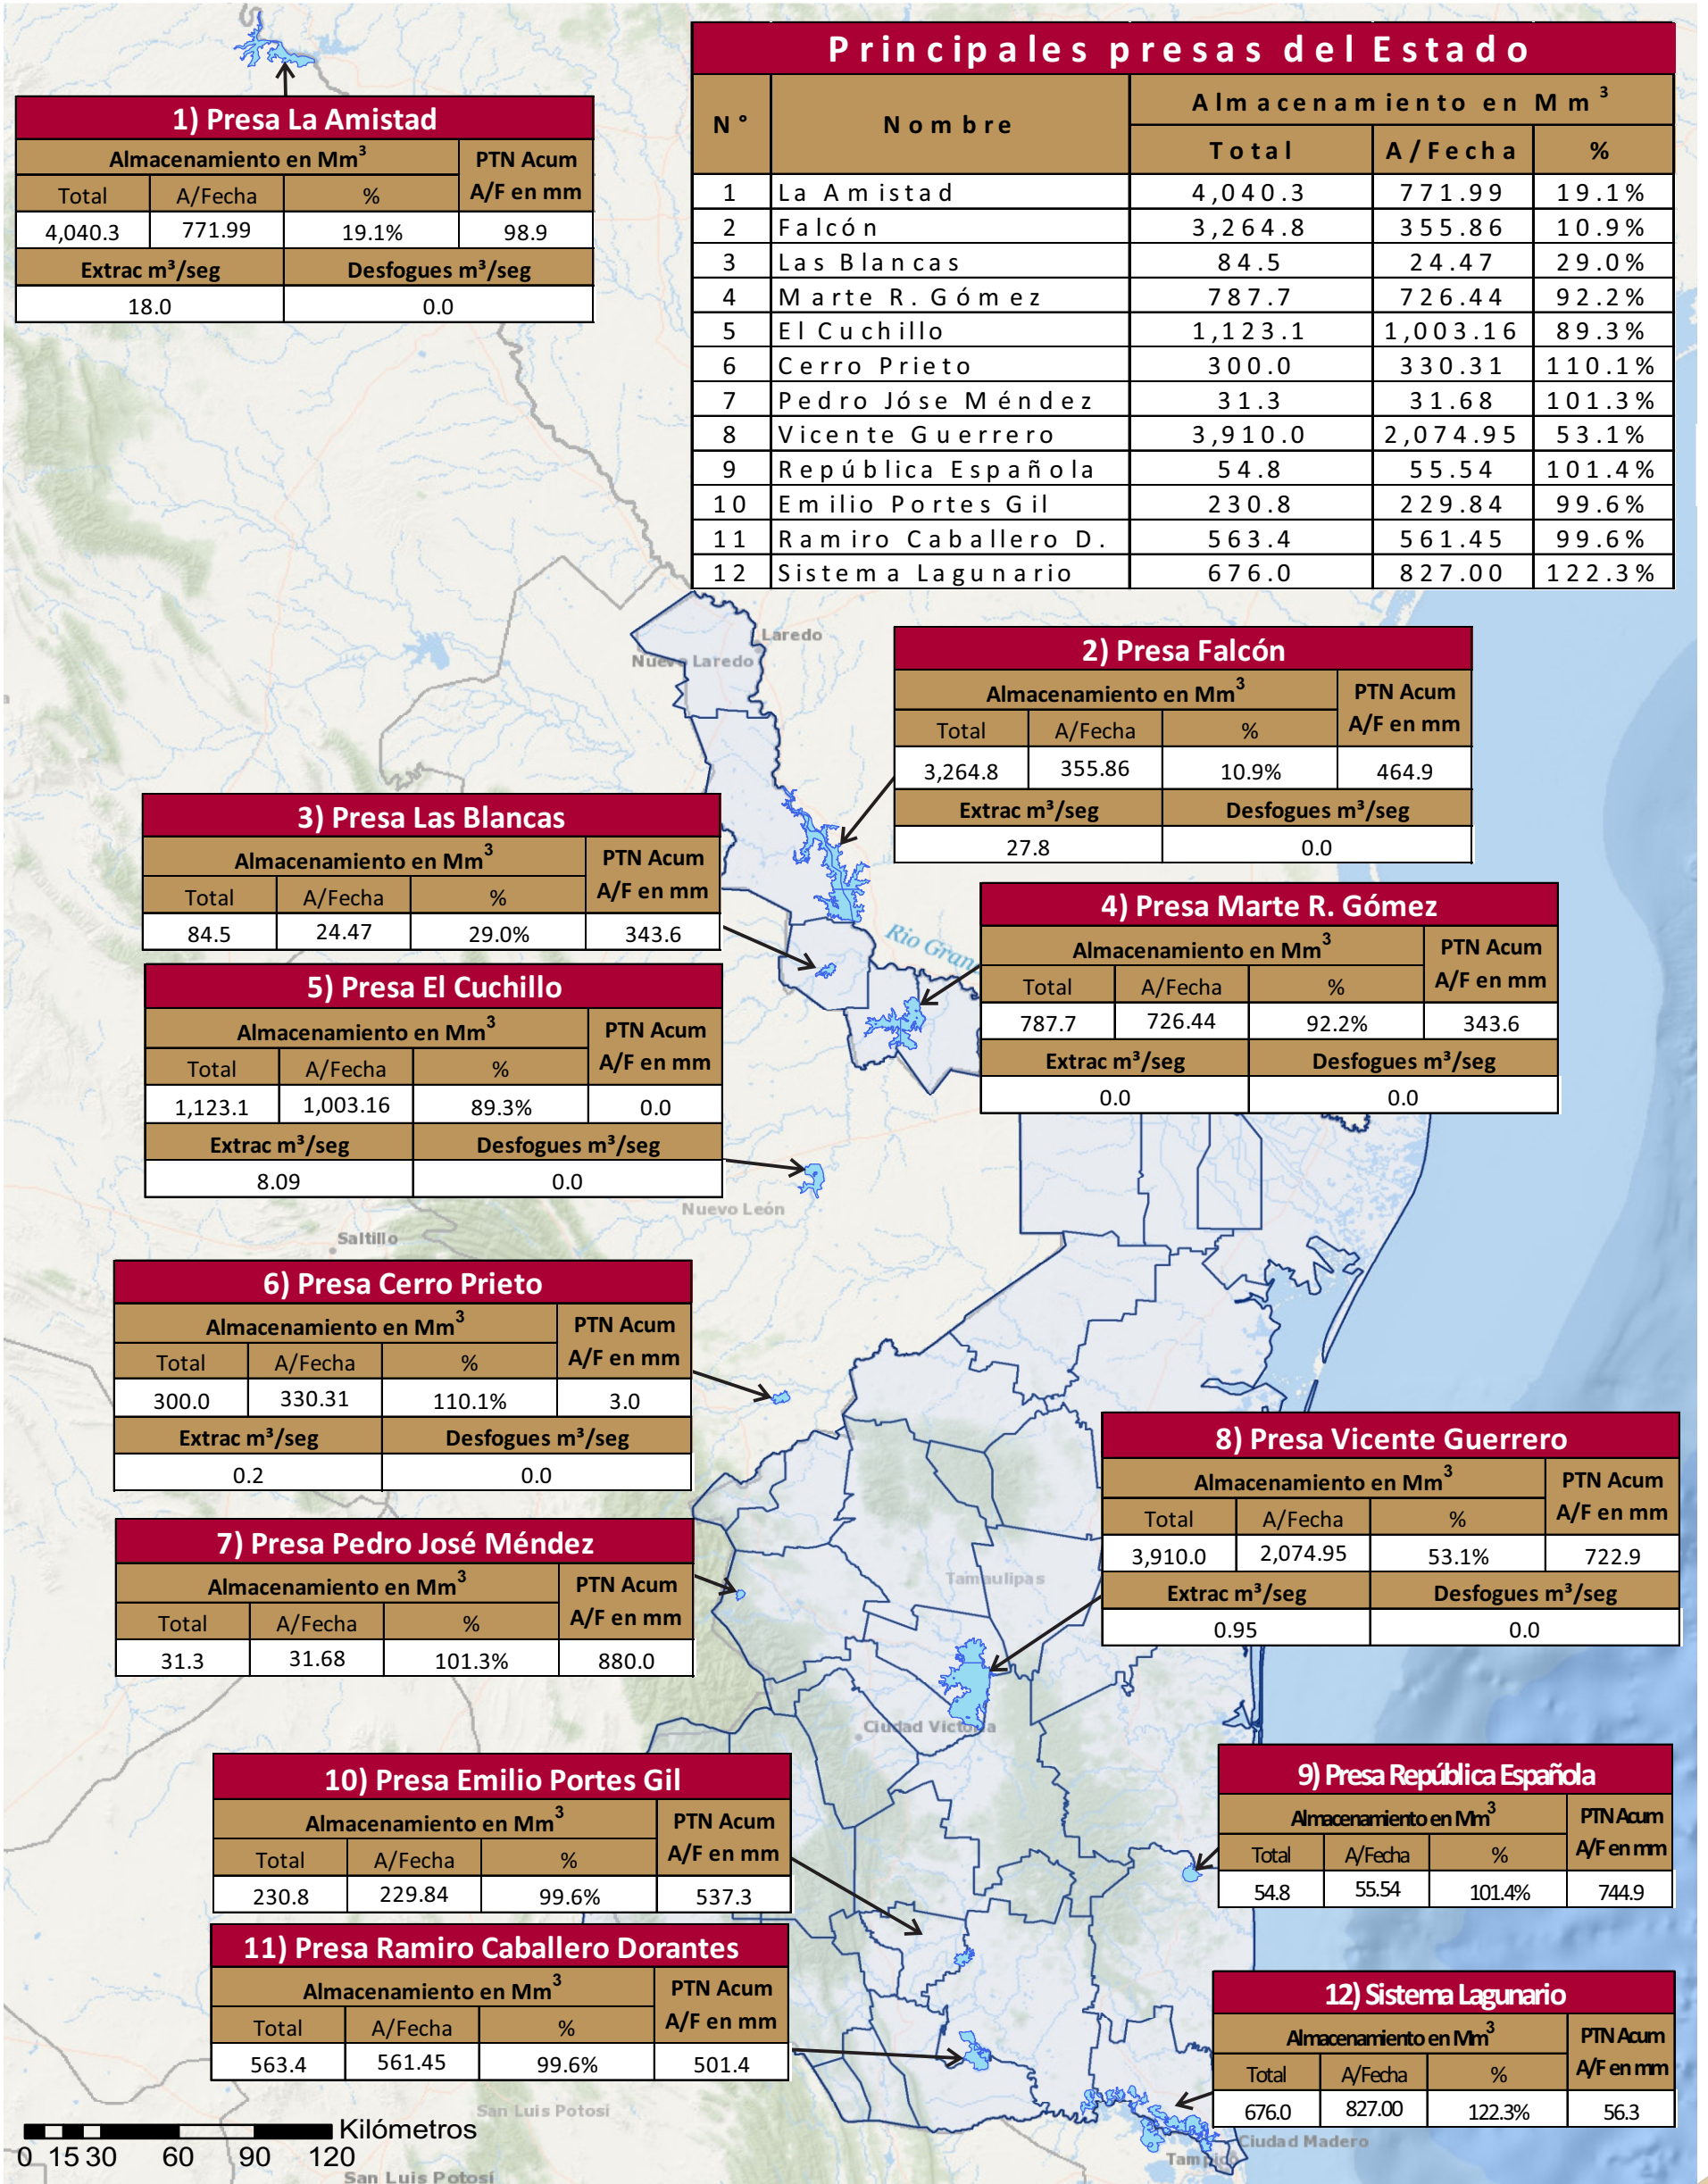 Principales presas del Estado
N° Nombre Almacenamiento en Mm³
Total A/Fecha %
1 La Amistad 4,040.3 771.99 19.1%
2 Falcón 3,264.8 355.86 10.9%
3 Las Blancas 84.5 24.47 29.0%
4 Marte R. Gómez 787.7 726.44 92.2%
5 El Cuchillo 1,123.1 1,003.16 89.3%
6 Cerro Prieto 300.0 330.31 110.1%
7 Pedro Jóse Méndez 31.3 31.68 101.3%
8 Vicente Guerrero 3,910.0 2,074.95 53.1%
9 República Española 54.8 55.54 101.4%
10 Emilio Portes Gil 230.8 229.84 99.6%
11 Ramiro Caballero D. 563.4 561.45 99.6%
12 Sistema Lagunario 676.0 827.00 122.3%
1) Presa La Amistad
Almacenamiento en Mm³ PTN Acum
Total A/Fecha % A/F en mm
4,040.3 771.99 19.1% 98.9
Extrac m³/seg Desfogues m³/seg
18.0 0.0
Laredo
Nuevo Laredo
2) Presa Falcón
Almacenamiento en Mm³ PTN Acum
Total A/Fecha % A/F en mm
3,264.8 355.86 10.9% 464.9
Extrac m³/seg Desfogues m³/seg
27.8 0.0
3) Presa Las Blancas
Almacenamiento en Mm³ PTN Acum
Total A/Fecha % A/F en mm
84.5 24.47 29.0% 343.6
Rio Gran
4) Presa Marte R. Gómez
Almacenamiento en Mm³ PTN Acum
Total A/Fecha % A/F en mm
787.7 726.44 92.2% 343.6
Extrac m³/seg Desfogues m³/seg
0.0 0.0
5) Presa El Cuchillo
Almacenamiento en Mm³ PTN Acum
Total A/Fecha % A/F en mm
1,123.1 1,003.16 89.3% 0.0
Extrac m³/seg Desfogues m³/seg
8.09 0.0
Nuevo León
Saltillo
6) Presa Cerro Prieto
Almacenamiento en Mm³ PTN Acum
Total A/Fecha % A/F en mm
300.0 330.31 110.1% 3.0
Extrac m³/seg Desfogues m³/seg
0.2 0.0
8) Presa Vicente Guerrero
Almacenamiento en Mm³ PTN Acum
Total A/Fecha % A/F en mm
3,910.0 2,074.95 53.1% 722.9
Extrac m³/seg Desfogues m³/seg
0.95 0.0
7) Presa Pedro José Méndez
Almacenamiento en Mm³ PTN Acum
Total A/Fecha % A/F en mm
31.3 31.68 101.3% 880.0
Tamaulipas
Ciudad Victoria
10) Presa Emilio Portes Gil
Almacenamiento en Mm³ PTN Acum
Total A/Fecha % A/F en mm
230.8 229.84 99.6% 537.3
9) Presa República Española
Almacenamiento en Mm³ PTN Acum
Total A/Fecha % A/F en mm
54.8 55.54 101.4% 744.9
11) Presa Ramiro Caballero Dorantes
Almacenamiento en Mm³ PTN Acum
Total A/Fecha % A/F en mm
563.4 561.45 99.6% 501.4
12) Sistema Lagunario
Almacenamiento en Mm³ PTN Acum
Total A/Fecha % A/F en mm
676.0 827.00 122.3% 56.3
San Luis Potosí
Kilómetros
0 15 30 60 90 120
Ciudad Madero
Tampico
San Luis Potosí